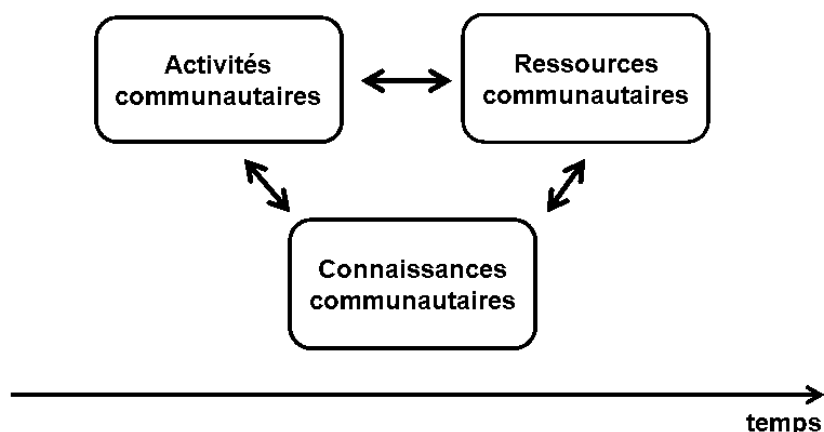 Activités
communautaires
Ressources
communautaires
Connaissances
communautaires
temps